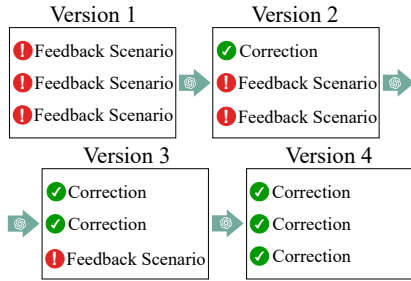 Version 1
Feedback Scenario
Feedback Scenario
Feedback Scenario
Version 2
Correction
Feedback Scenario
Feedback Scenario
Version 3
Correction
Correction
Feedback Scenario
Version 4
Correction
Correction
Correction